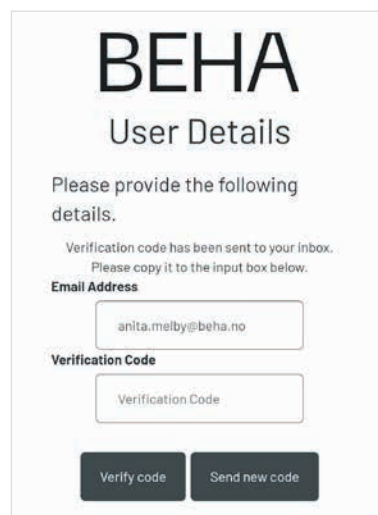 BEHA
User Details
Please provide the following
details.
Verification code has been sent to your inbox.
Please copy it to the input box below.
Email Address
anita.melby@beha.no
Verification Code
Verification Code
Verify code Send new code